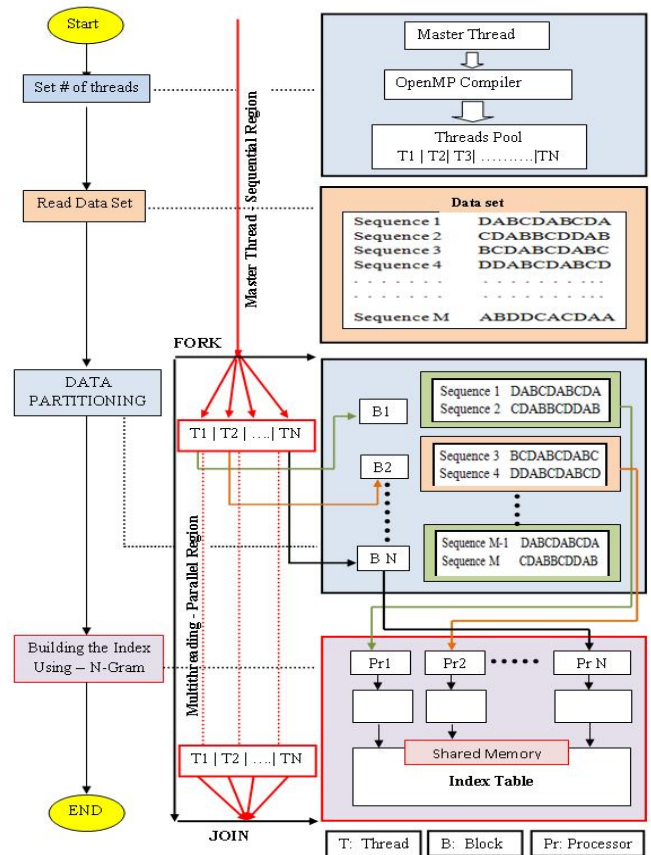 Start
Set # of threads
Read Data Set
DATA
PARTITIONING
Building the Index
Using – N-Gram
END
Master Thread - Sequential Region
FORK
T1 | T2 | ....| TN
Multithreading - Parallel Region
T1 | T2 | ....| TN
JOIN
Master Thread
OpenMP Compiler
Threads Pool
T1 | T2| T3| ……….|TN
Data set
Sequence 1 DABCDABCDA
Sequence 2 CDABBCDDAB
Sequence 3 BCDABCDABC
Sequence 4 DDABCDABCD
. . . . . . . . . . . .
. . . . . . . . . . . .
Sequence M ABDDCACDAA
B1
Sequence 1 DABCDABCDA
Sequence 2 CDABBCDDAB
B2
Sequence 3 BCDABCDABC
Sequence 4 DDABCDABCD
B N
Sequence M-1 DABCDABCDA
Sequence M CDABBCDDAB
Pr1 Pr2 ••••• Pr N
Shared Memory
Index Table
T: Thread B: Block Pr: Processor